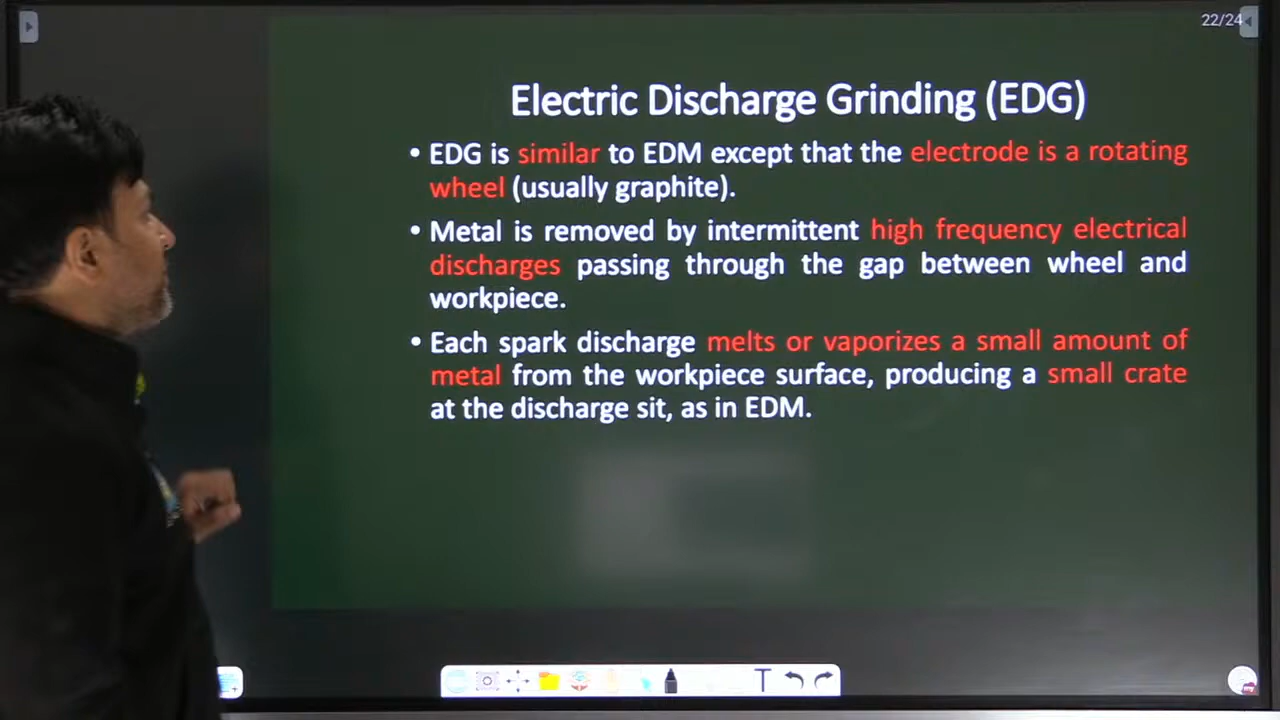 22/24
Electric Discharge Grinding (EDG)
• EDG is similar to EDM except that the electrode is a rotating
wheel (usually graphite).
• Metal is removed by intermittent high frequency electrical
discharges passing through the gap between wheel and
workpiece.
• Each spark discharge melts or vaporizes a small amount of
metal from the workpiece surface, producing a small crate
at the discharge sit, as in EDM.
T